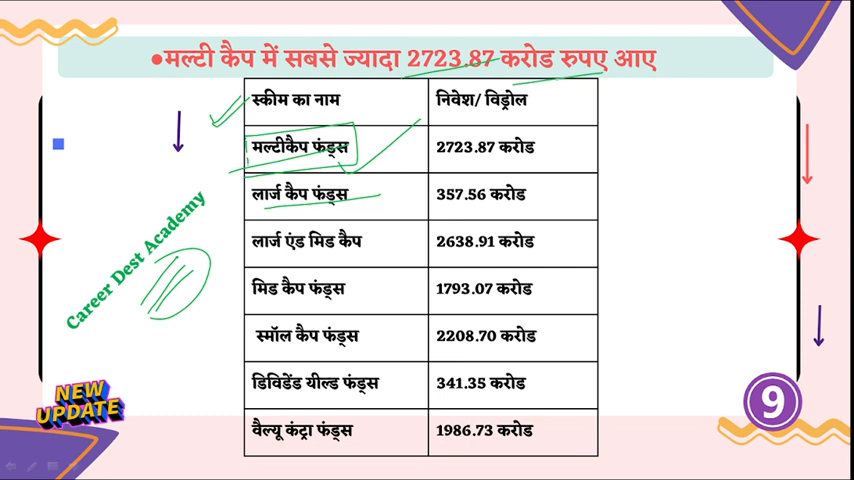 •मल्टी कैप में सबसे ज्यादा 2723.87 करोड रुपए आए
स्कीम का नाम निवेश/ विड्रोल
मल्टीकैप फंड्स 2723.87 करोड
लार्ज कैप फंड्स 357.56 करोड
लार्ज एंड मिड कैप 2638.91 करोड
मिड कैप फंड्स 1793.07 करोड
स्मॉल कैप फंड्स 2208.70 करोड
डिविडेंड यील्ड फंड्स 341.35 करोड
वैल्यू कंट्रा फंड्स 1986.73 करोड
Career Dest Academy
NEW
UPDATE
9